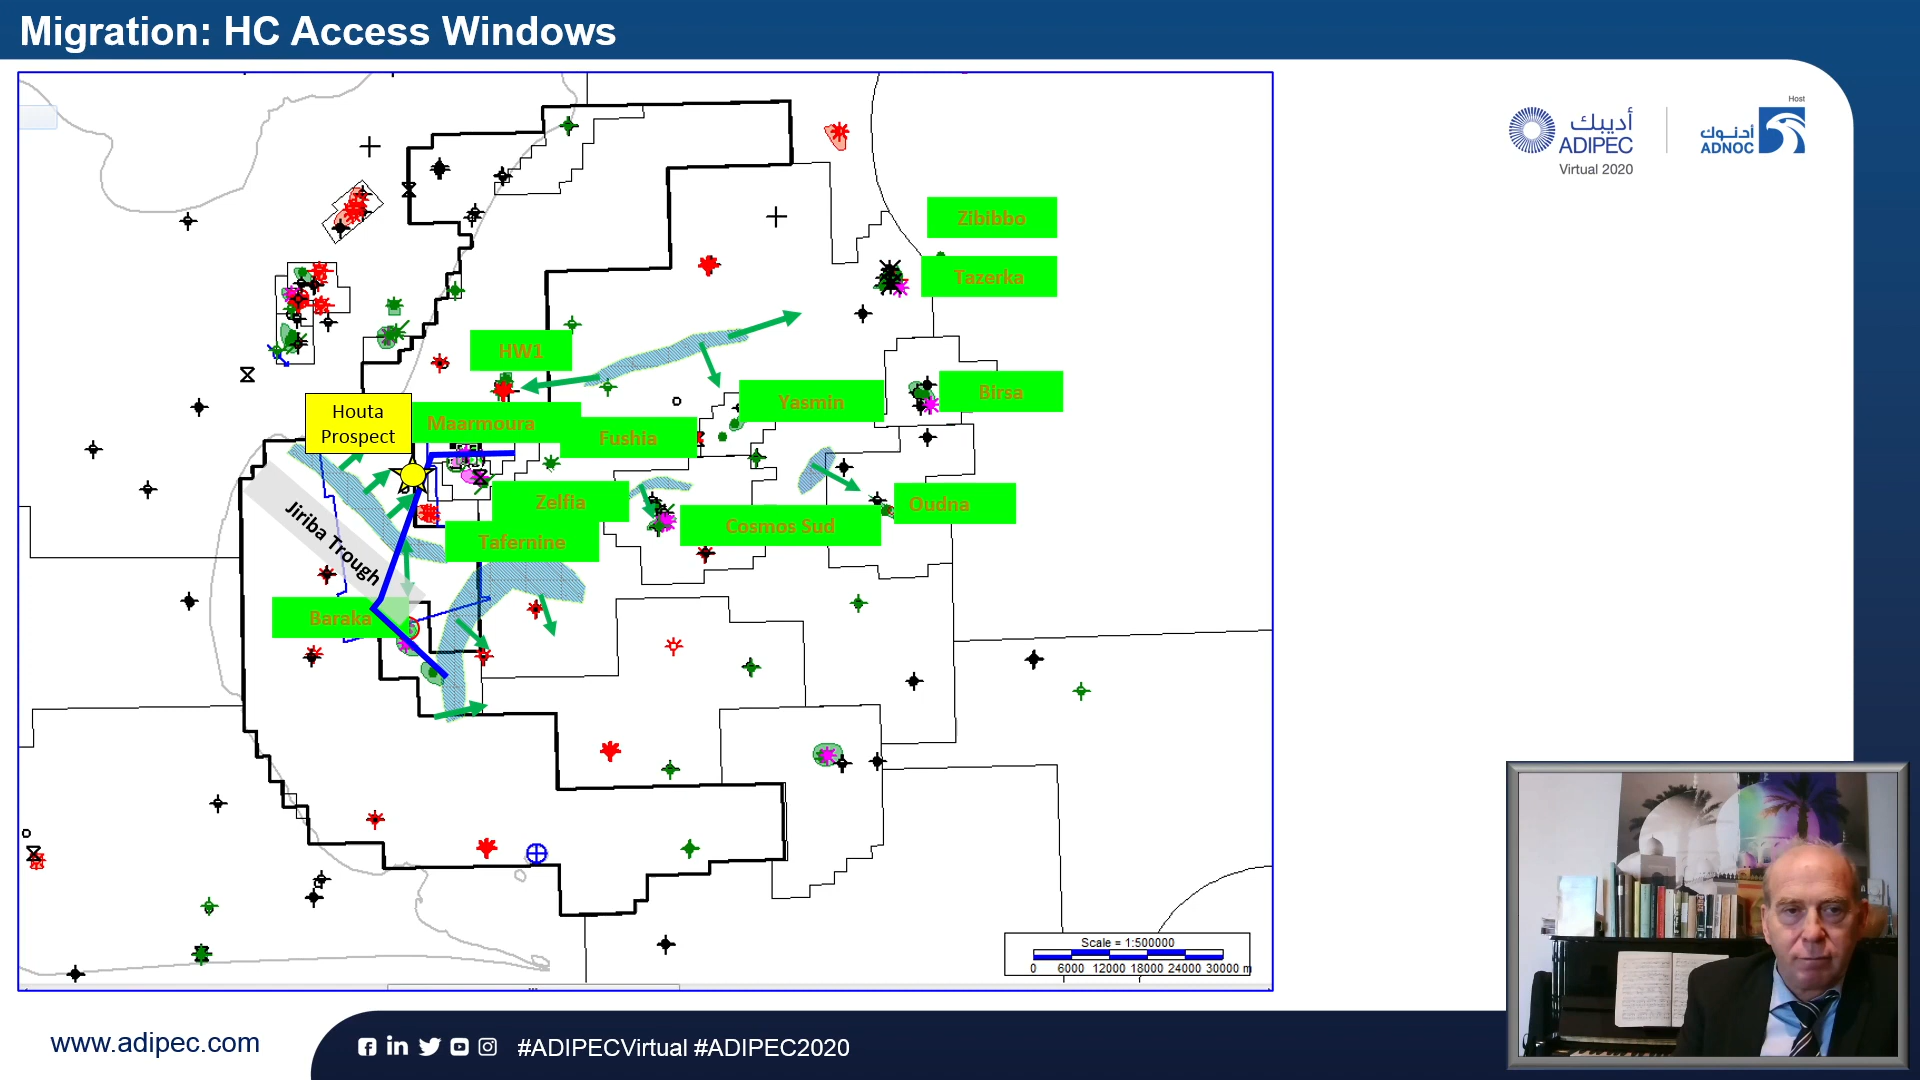 Migration: HC Access Windows
Host
أديبك
ADIPEC
Virtual 2020
أدنوك
ADNOC
Zibibbo
Tazerka
HW1
Birsa
Yasmin
Houta
Prospect
Maarmoura
Fushia
Zelfia
Oudna
Cosmos Sud
Tafernine
Jiriba Trough
Baraka
Scale = 1:500000
0 6000 12000 18000 24000 30000 m
www.adipec.com
#ADIPECVirtual #ADIPEC2020